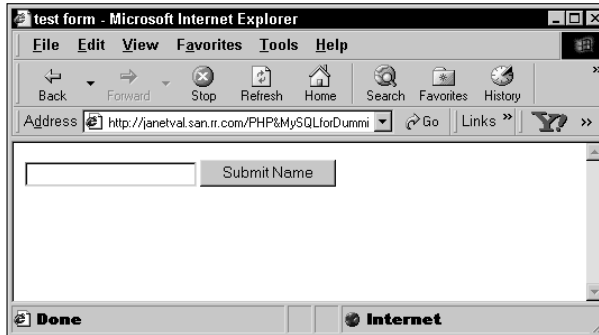 test form - Microsoft Internet Explorer
File Edit View Favorites Tools Help
Back Forward Stop Refresh Home Search Favorites History »
Address http://janetval.san.rr.com/PHP&MySQLforDummi Go Links » Y? »
Submit Name
Done Internet